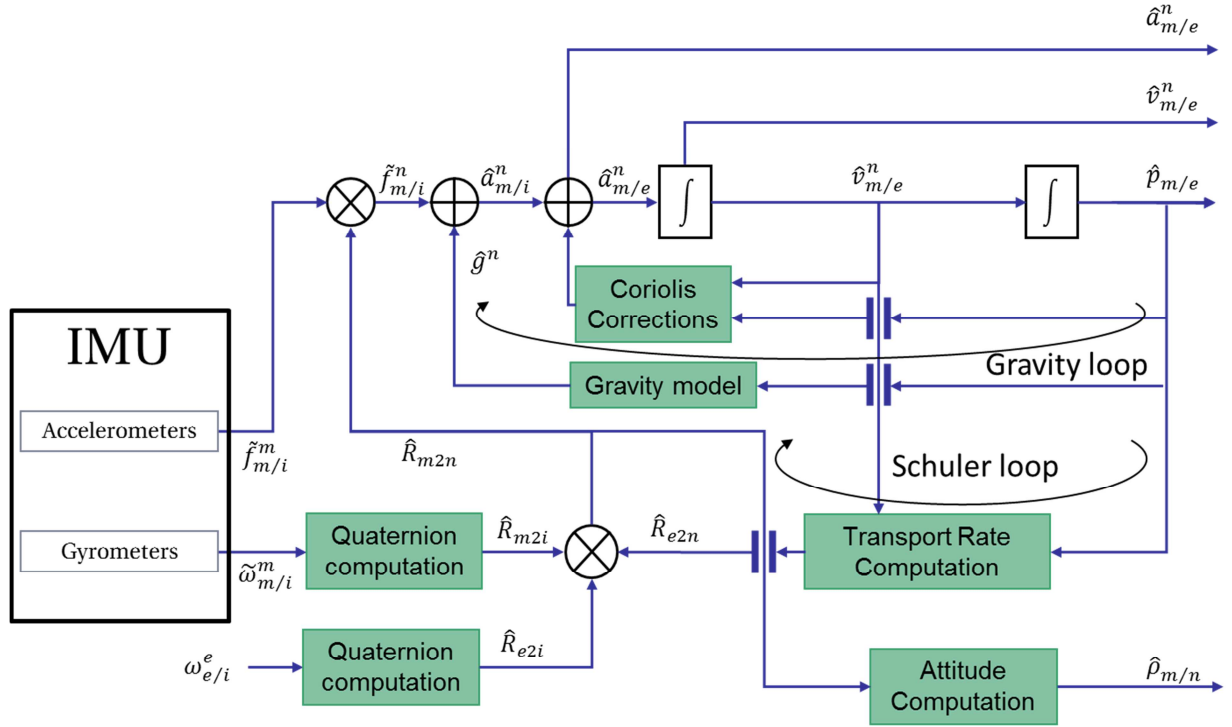 â^n_{m/e}
v̂^n_{m/e}
f̃^n_{m/i}
â^n_{m/i}
â^n_{m/e}
∫
v̂^n_{m/e}
∫
p̂_{m/e}
ĝ^n
Coriolis
Corrections
IMU
Gravity loop
Gravity model
Accelerometers
f̃^m_{m/i}
R̂_{m2n}
Schuler loop
Gyrometers
ω̃^m_{m/i}
Quaternion
computation
R̂_{m2i}
R̂_{e2n}
Transport Rate
Computation
ω^e_{e/i}
Quaternion
computation
R̂_{e2i}
Attitude
Computation
ρ̂_{m/n}